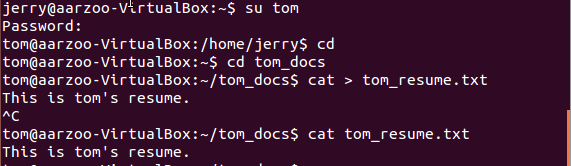 jerry@aarzoo-VirtualBox:~$ su tom
Password:
tom@aarzoo-VirtualBox:/home/jerry$ cd
tom@aarzoo-VirtualBox:~$ cd tom_docs
tom@aarzoo-VirtualBox:~/tom_docs$ cat > tom_resume.txt
This is tom's resume.
^C
tom@aarzoo-VirtualBox:~/tom_docs$ cat tom_resume.txt
This is tom's resume.